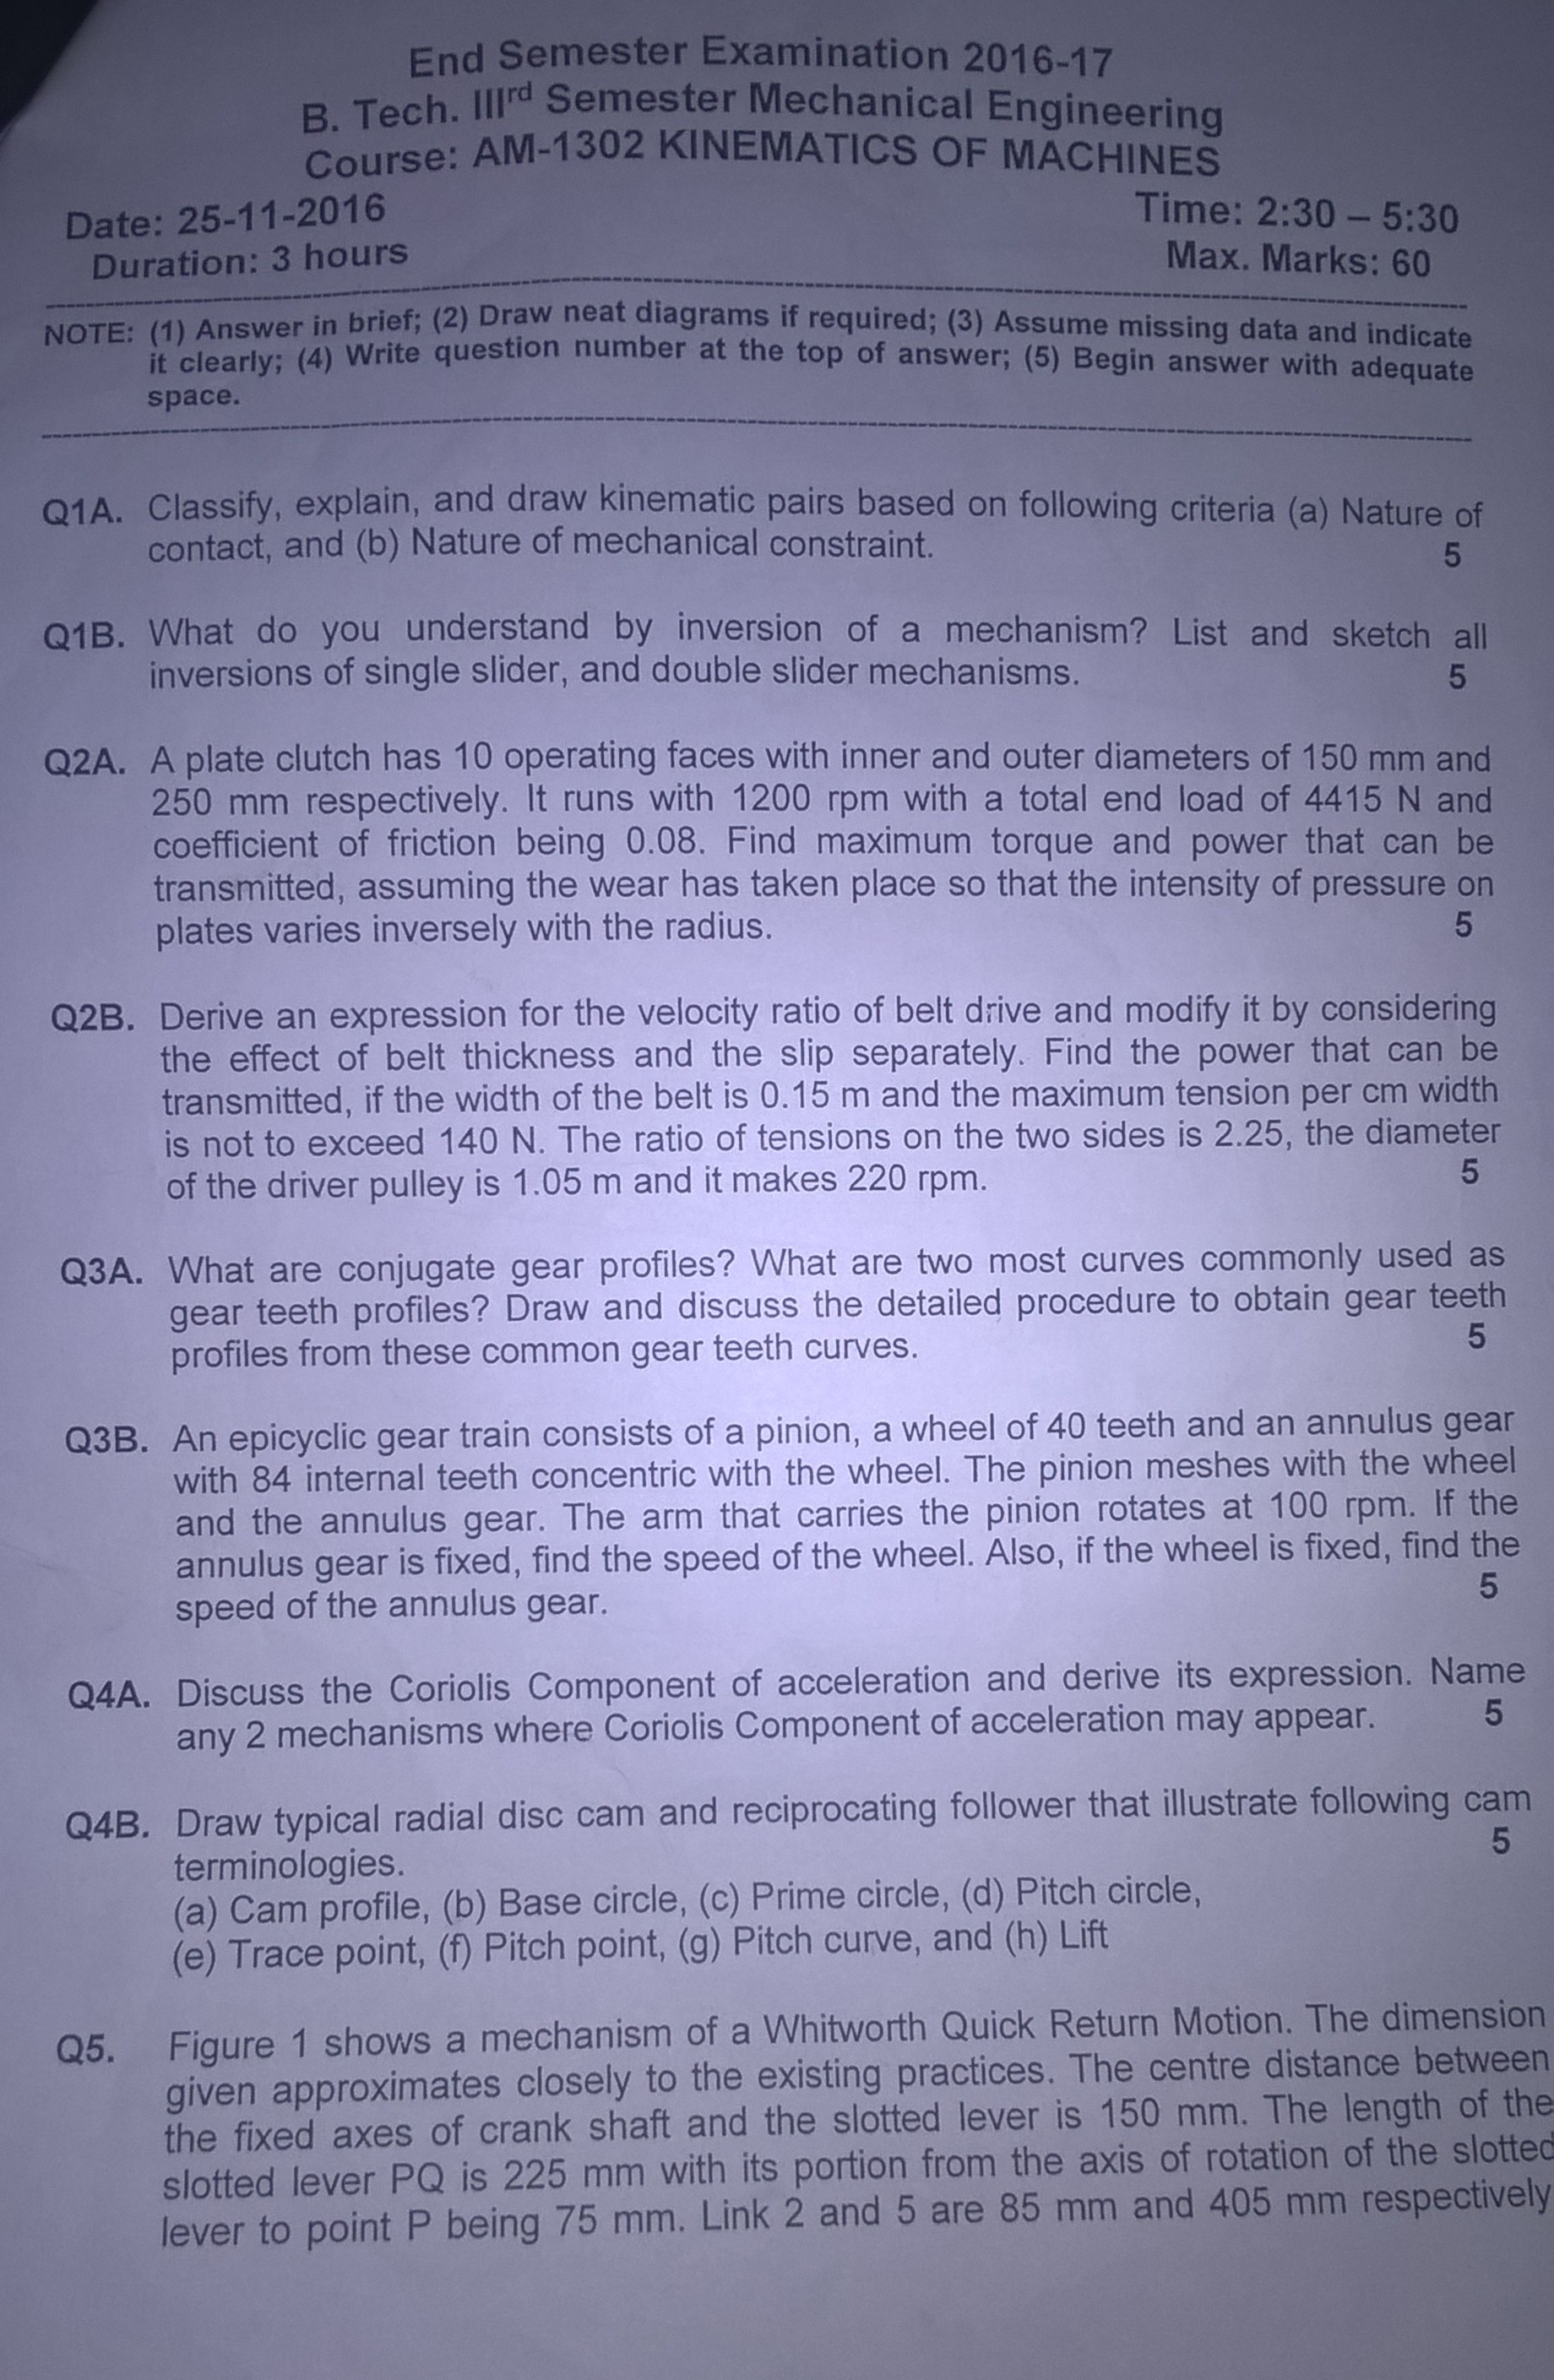 End Semester Examination 2016-17
B. Tech. IIIrd Semester Mechanical Engineering
Course: AM-1302 KINEMATICS OF MACHINES
Date: 25-11-2016 Time: 2:30 – 5:30
Duration: 3 hours Max. Marks: 60
NOTE: (1) Answer in brief; (2) Draw neat diagrams if required; (3) Assume missing data and indicate
it clearly; (4) Write question number at the top of answer; (5) Begin answer with adequate
space.
Q1A. Classify, explain, and draw kinematic pairs based on following criteria (a) Nature of
contact, and (b) Nature of mechanical constraint. 5
Q1B. What do you understand by inversion of a mechanism? List and sketch all
inversions of single slider, and double slider mechanisms. 5
Q2A. A plate clutch has 10 operating faces with inner and outer diameters of 150 mm and
250 mm respectively. It runs with 1200 rpm with a total end load of 4415 N and
coefficient of friction being 0.08. Find maximum torque and power that can be
transmitted, assuming the wear has taken place so that the intensity of pressure on
plates varies inversely with the radius. 5
Q2B. Derive an expression for the velocity ratio of belt drive and modify it by considering
the effect of belt thickness and the slip separately. Find the power that can be
transmitted, if the width of the belt is 0.15 m and the maximum tension per cm width
is not to exceed 140 N. The ratio of tensions on the two sides is 2.25, the diameter
of the driver pulley is 1.05 m and it makes 220 rpm. 5
Q3A. What are conjugate gear profiles? What are two most curves commonly used as
gear teeth profiles? Draw and discuss the detailed procedure to obtain gear teeth
profiles from these common gear teeth curves. 5
Q3B. An epicyclic gear train consists of a pinion, a wheel of 40 teeth and an annulus gear
with 84 internal teeth concentric with the wheel. The pinion meshes with the wheel
and the annulus gear. The arm that carries the pinion rotates at 100 rpm. If the
annulus gear is fixed, find the speed of the wheel. Also, if the wheel is fixed, find the
speed of the annulus gear. 5
Q4A. Discuss the Coriolis Component of acceleration and derive its expression. Name
any 2 mechanisms where Coriolis Component of acceleration may appear. 5
Q4B. Draw typical radial disc cam and reciprocating follower that illustrate following cam
terminologies. 5
(a) Cam profile, (b) Base circle, (c) Prime circle, (d) Pitch circle,
(e) Trace point, (f) Pitch point, (g) Pitch curve, and (h) Lift
Q5. Figure 1 shows a mechanism of a Whitworth Quick Return Motion. The dimension
given approximates closely to the existing practices. The centre distance between
the fixed axes of crank shaft and the slotted lever is 150 mm. The length of the
slotted lever PQ is 225 mm with its portion from the axis of rotation of the slotted
lever to point P being 75 mm. Link 2 and 5 are 85 mm and 405 mm respectively